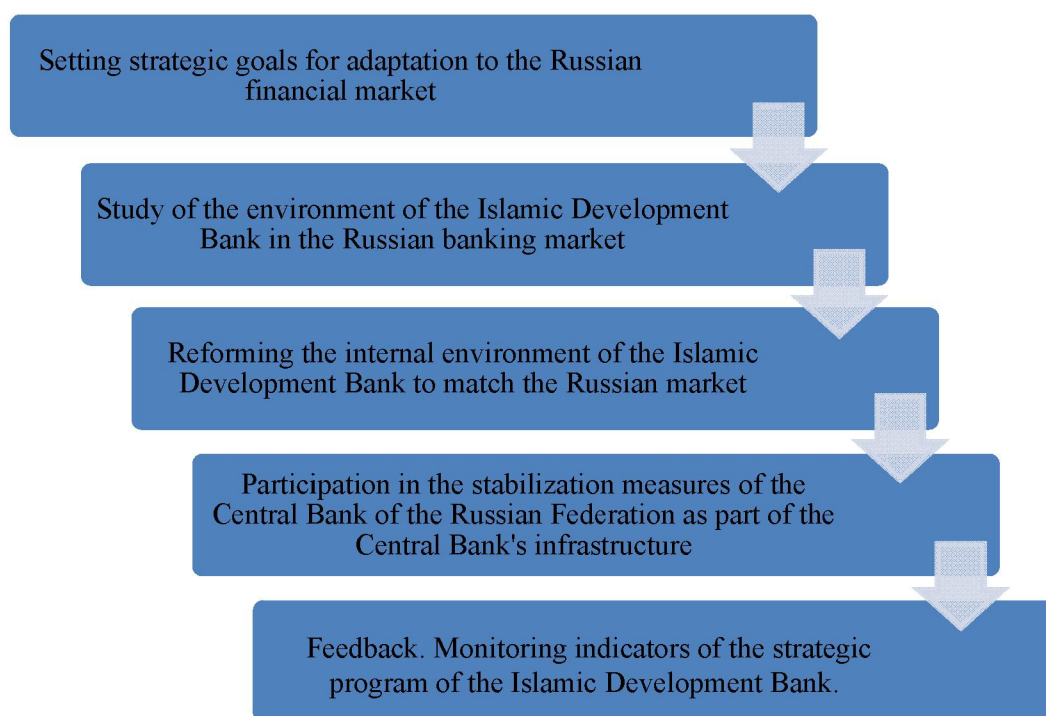 Setting strategic goals for adaptation to the Russian
financial market
Study of the environment of the Islamic Development
Bank in the Russian banking market
Reforming the internal environment of the Islamic
Development Bank to match the Russian market
Participation in the stabilization measures of the
Central Bank of the Russian Federation as part of the
Central Bank's infrastructure
Feedback. Monitoring indicators of the strategic
program of the Islamic Development Bank.